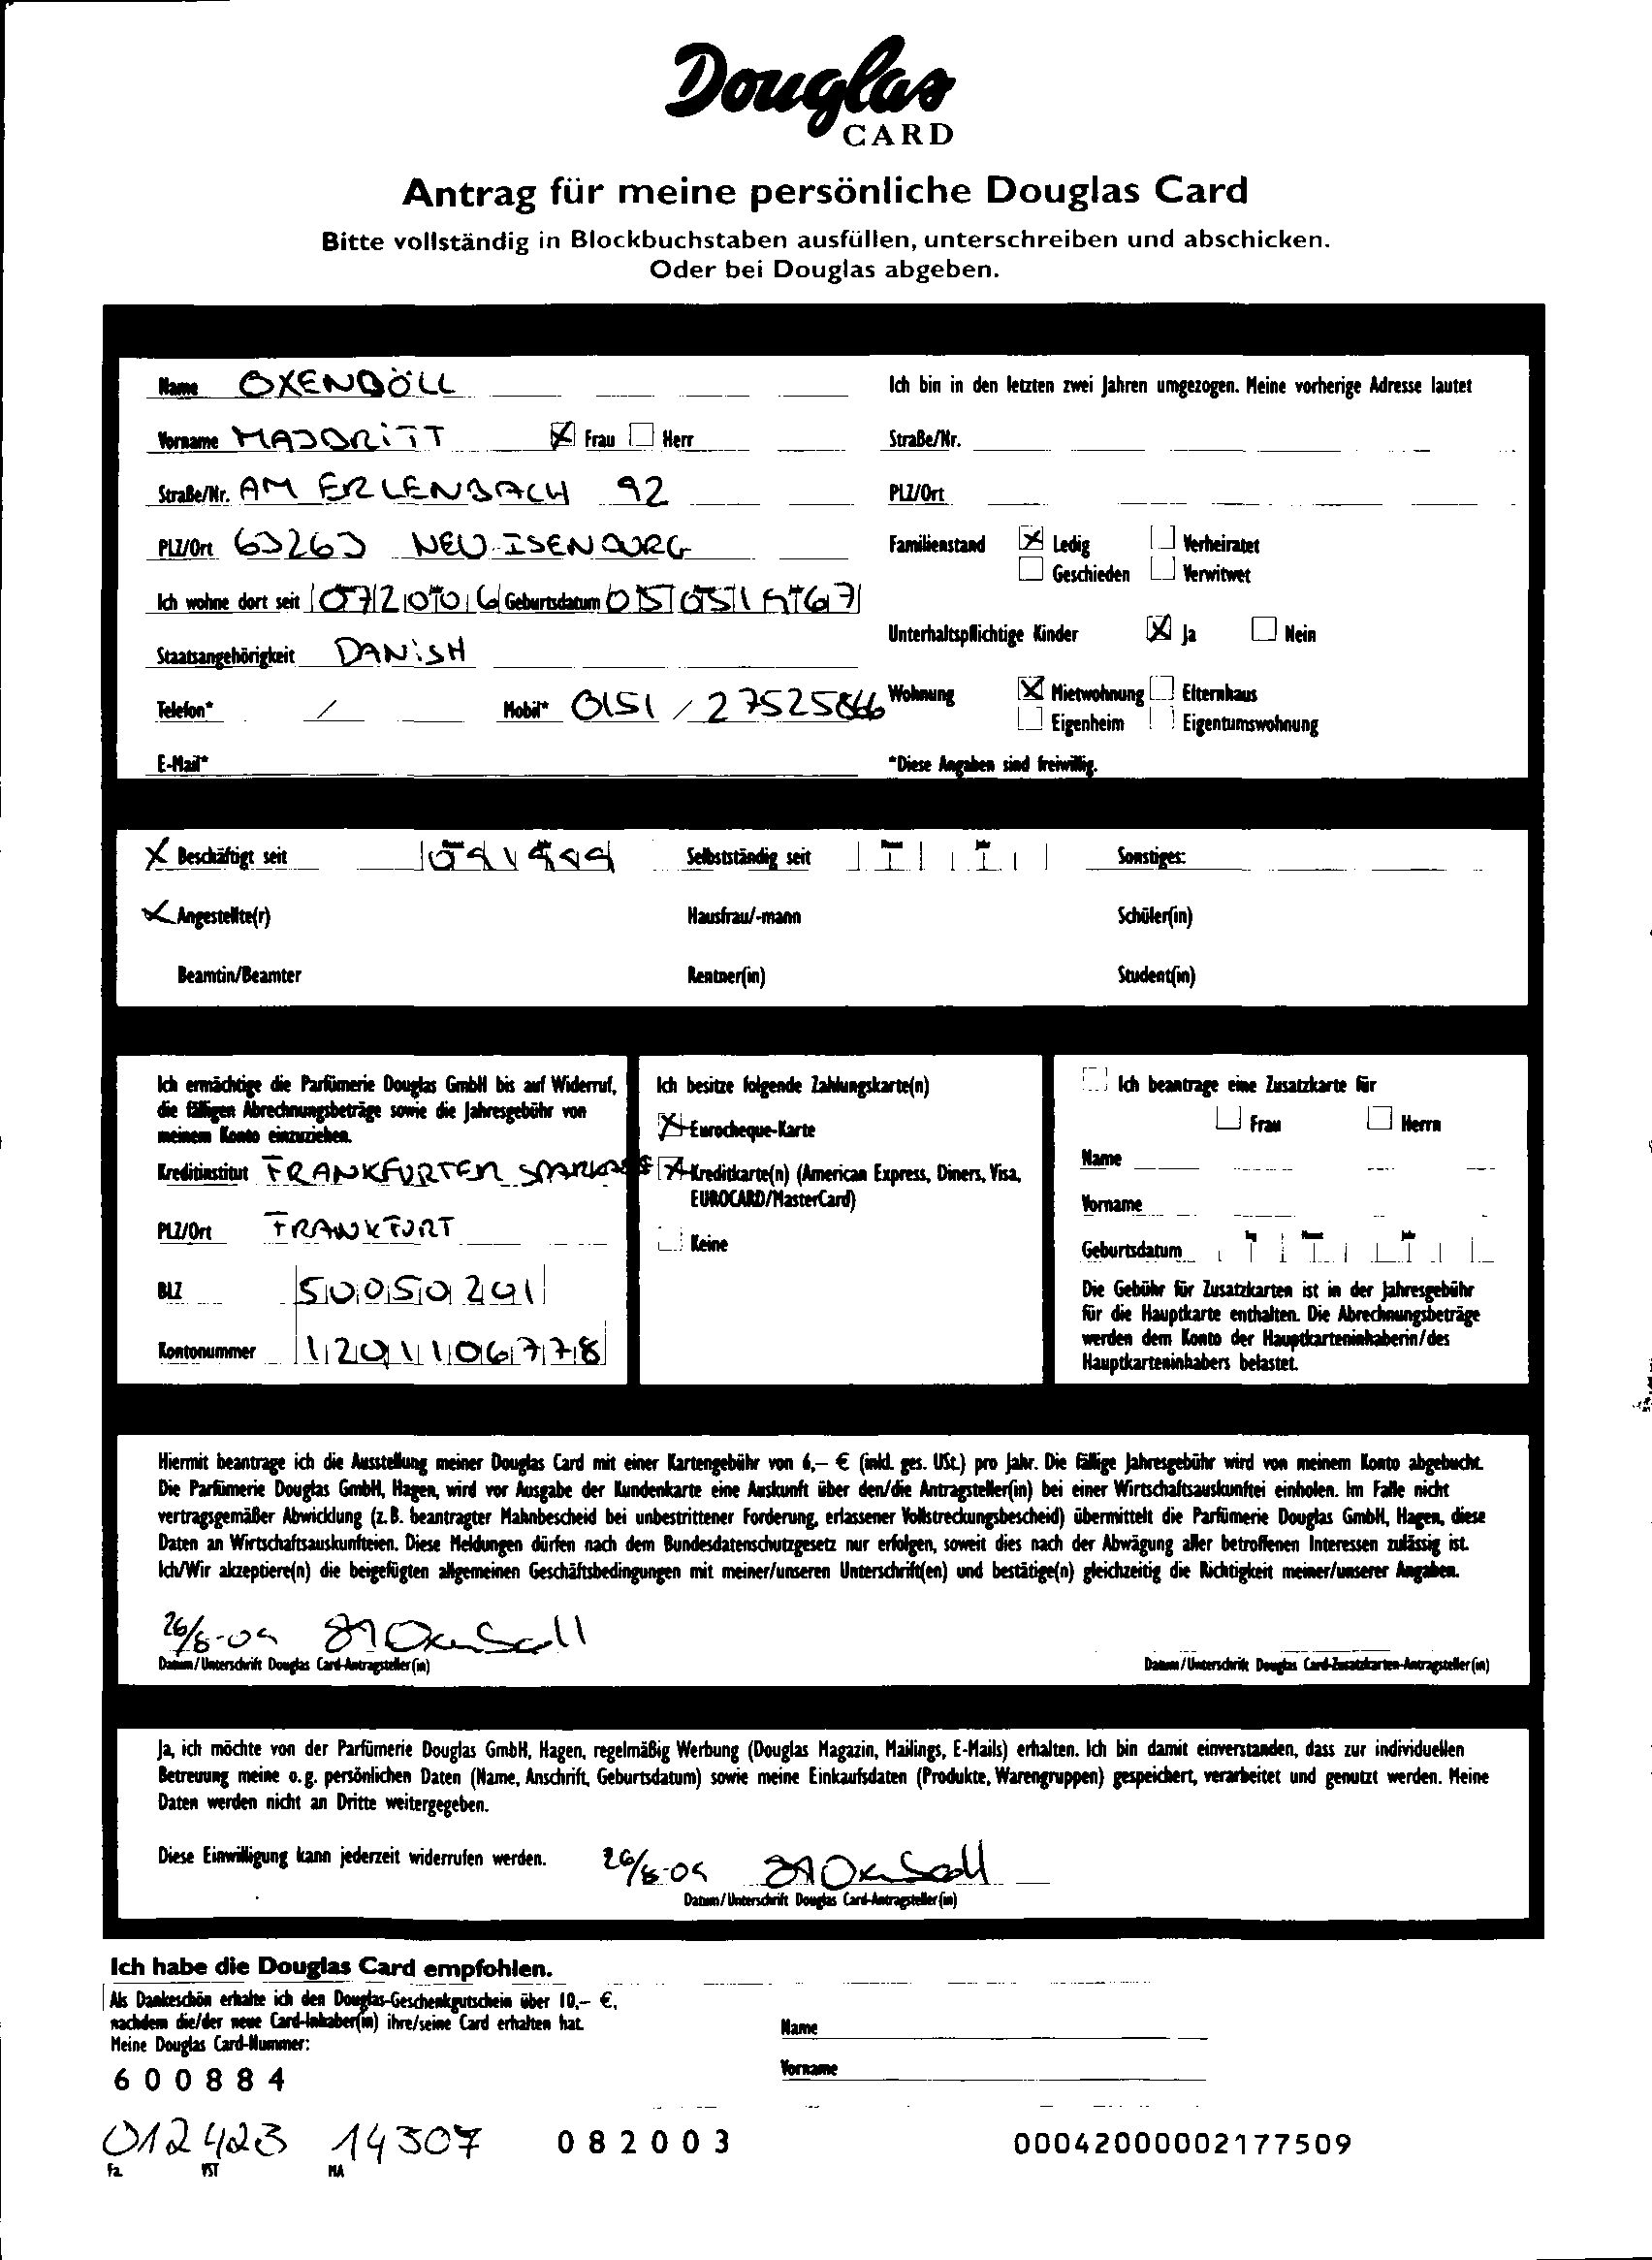 Douglas
CARD
Antrag für meine persönliche Douglas Card
Bitte vollständig in Blockbuchstaben ausfüllen, unterschreiben und abschicken.
Oder bei Douglas abgeben.
Name OXENBÖLL
Vorname MAJBRITT Frau Herr
Straße/Nr. AM ERLENBACH 92
PLZ/Ort 63263 NEU-ISENBURG
Ich wohne dort seit 072006 Geburtsdatum 05051967
Staatsangehörigkeit DANISH
Telefon* / Mobil* 0151 / 27525866
E-Mail*
Ich bin in den letzten zwei Jahren umgezogen. Meine vorherige Adresse lautet
Straße/Nr.
PLZ/Ort
Familienstand Ledig Verheiratet
Geschieden Verwitwet
Unterhaltspflichtige Kinder Ja Nein
Wohnung Mietwohnung Elternhaus
Eigenheim Eigentumswohnung
*Diese Angaben sind freiwillig.
Beschäftigt seit 091999 Selbstständig seit Monat Jahr Sonstiges:
Angestellte(r) Hausfrau/-mann Schüler(in)
Beamtin/Beamter Rentner(in) Student(in)
Ich ermächtige die Parfümerie Douglas GmbH bis auf Widerruf,
die fälligen Abrechnungsbeträge sowie die Jahresgebühr von
meinem Konto einzuziehen.
Kreditinstitut FRANKFURTER SPARKASSE
PLZ/Ort FRANKFURT
BLZ 50050201
Kontonummer 1201106778
Ich besitze folgende Zahlungskarte(n)
Eurocheque-Karte
Kreditkarte(n) (American Express, Diners, Visa,
EUROCARD/MasterCard)
Keine
Ich beantrage eine Zusatzkarte für
Frau Herrn
Name
Vorname
Geburtsdatum Tag Monat Jahr
Die Gebühr für Zusatzkarten ist in der Jahresgebühr
für die Hauptkarte enthalten. Die Abrechnungsbeträge
werden dem Konto der Hauptkarteninhaberin/des
Hauptkarteninhabers belastet.
Hiermit beantrage ich die Ausstellung meiner Douglas Card mit einer Kartengebühr von 6,– € (inkl. ges. USt.) pro Jahr. Die fällige Jahresgebühr wird von meinem Konto abgebucht.
Die Parfümerie Douglas GmbH, Hagen, wird vor Ausgabe der Kundenkarte eine Auskunft über den/die Antragsteller(in) bei einer Wirtschaftsauskunftei einholen. Im Falle nicht
vertragsgemäßer Abwicklung (z.B. beantragter Mahnbescheid bei unbestrittener Forderung, erlassener Vollstreckungsbescheid) übermittelt die Parfümerie Douglas GmbH, Hagen, diese
Daten an Wirtschaftsauskunfteien. Diese Meldungen dürfen nach dem Bundesdatenschutzgesetz nur erfolgen, soweit dies nach der Abwägung aller betroffenen Interessen zulässig ist.
Ich/Wir akzeptiere(n) die beigefügten allgemeinen Geschäftsbedingungen mit meiner/unseren Unterschrift(en) und bestätige(n) gleichzeitig die Richtigkeit meiner/unserer Angaben.
26/8-09
Datum/Unterschrift Douglas Card-Antragsteller(in) Datum/Unterschrift Douglas Card-Zusatzkarten-Antragsteller(in)
Ja, ich möchte von der Parfümerie Douglas GmbH, Hagen, regelmäßig Werbung (Douglas Magazin, Mailings, E-Mails) erhalten. Ich bin damit einverstanden, dass zur individuellen
Betreuung meine o.g. persönlichen Daten (Name, Anschrift, Geburtsdatum) sowie meine Einkaufsdaten (Produkte, Warengruppen) gespeichert, verarbeitet und genutzt werden. Meine
Daten werden nicht an Dritte weitergegeben.
Diese Einwilligung kann jederzeit widerrufen werden. 26/8-09
Datum/Unterschrift Douglas Card-Antragsteller(in)
Ich habe die Douglas Card empfohlen.
Als Dankeschön erhalte ich den Douglas-Geschenkgutschein über 10,– €,
nachdem die/der neue Card-Inhaber(in) ihre/seine Card erhalten hat.
Meine Douglas Card-Nummer:
600884
Name
Vorname
012423 14307 082003 00042000002177509
Fa. VST MA